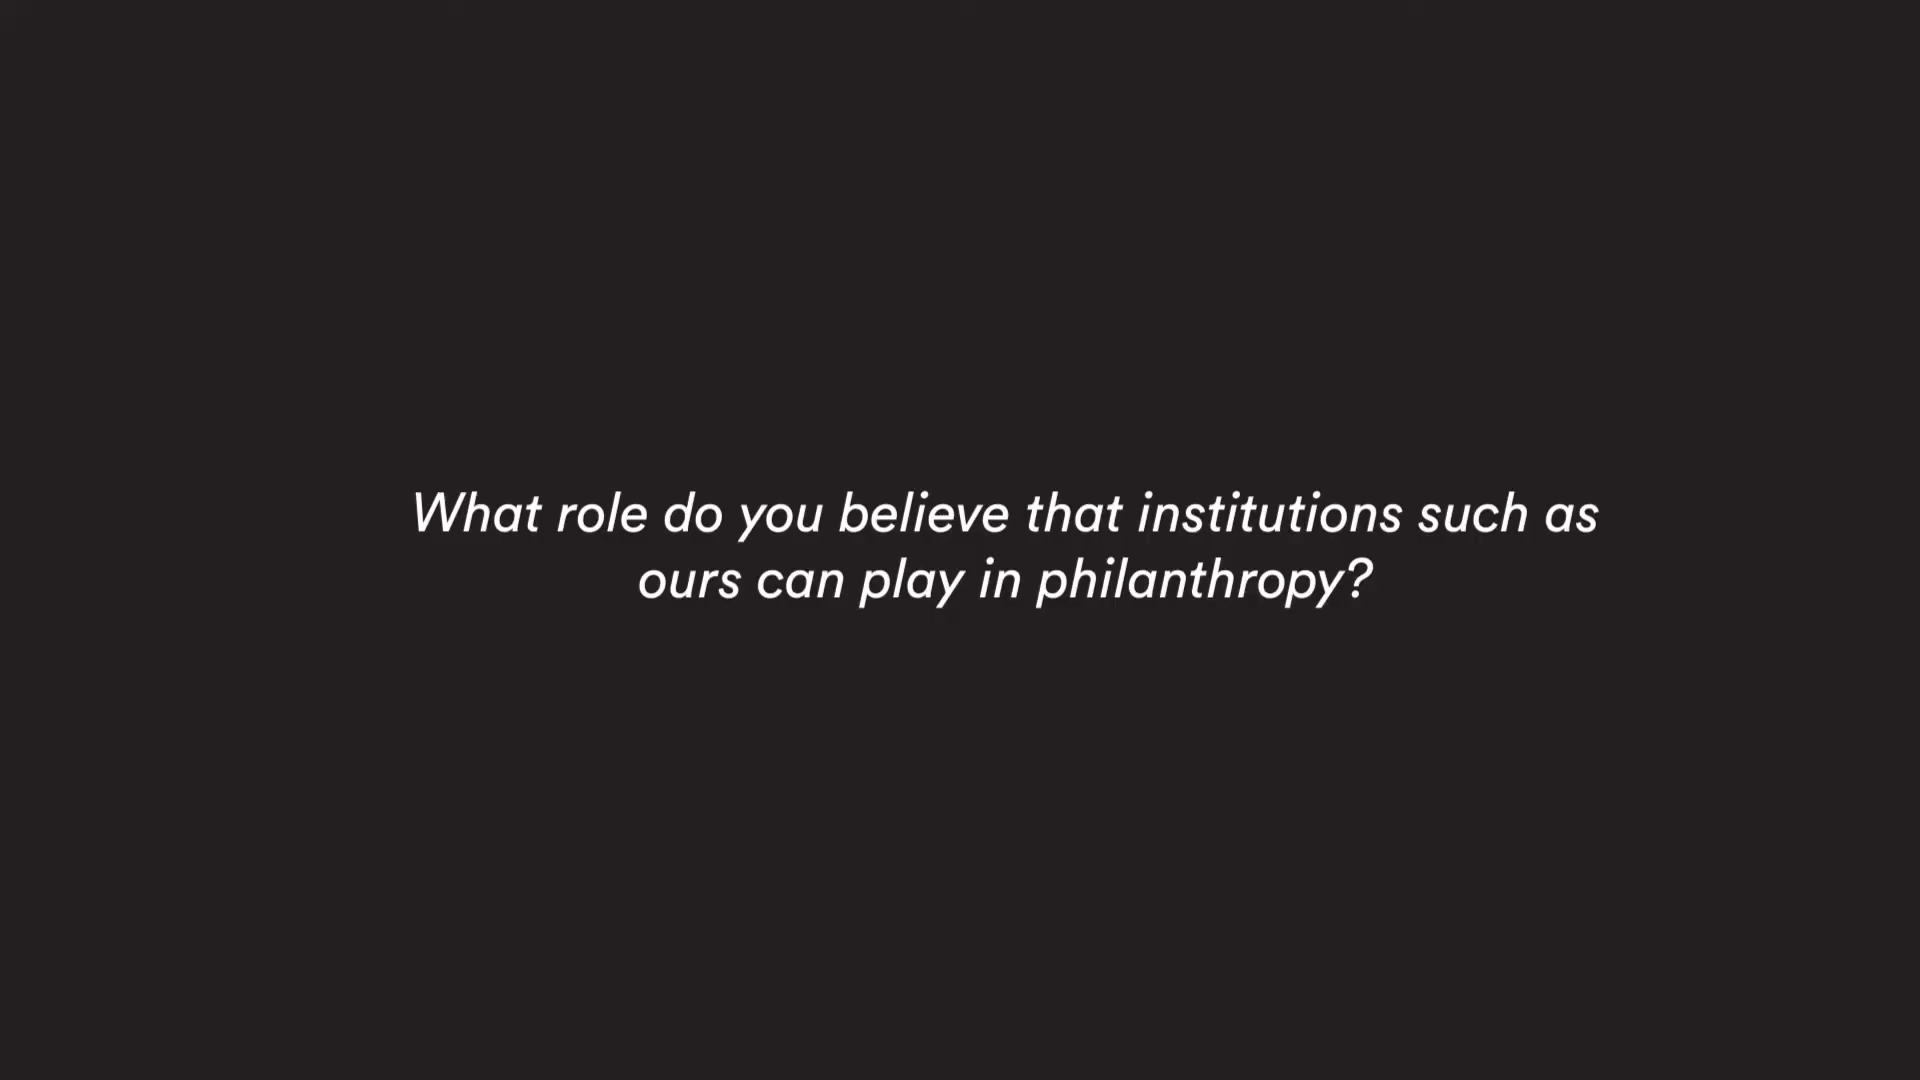 What role do you believe that institutions such as
ours can play in philanthropy?